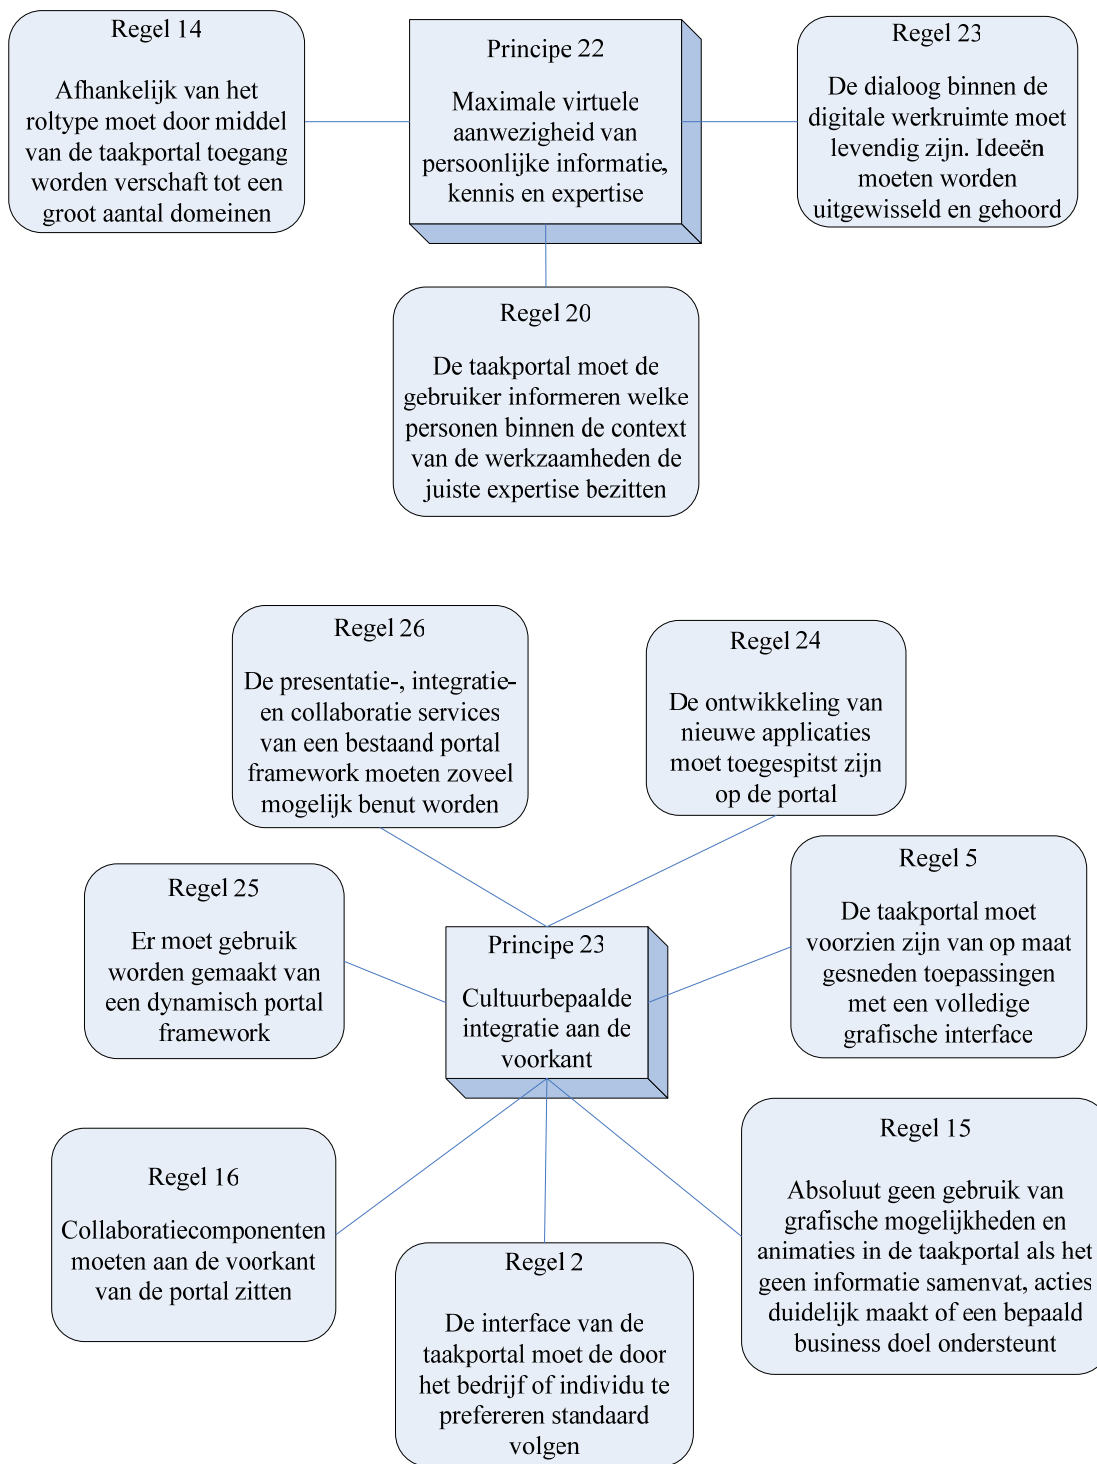 Regel 14
Afhankelijk van het
roltype moet door middel
van de taakportal toegang
worden verschaft tot een
groot aantal domeinen
Principe 22
Maximale virtuele
aanwezigheid van
persoonlijke informatie,
kennis en expertise
Regel 23
De dialoog binnen de
digitale werkruimte moet
levendig zijn. Ideeën
moeten worden
uitgewisseld en gehoord
Regel 20
De taakportal moet de
gebruiker informeren welke
personen binnen de context
van de werkzaamheden de
juiste expertise bezitten
Regel 26
De presentatie-, integratie-
en collaboratie services
van een bestaand portal
framework moeten zoveel
mogelijk benut worden
Regel 24
De ontwikkeling van
nieuwe applicaties
moet toegespitst zijn
op de portal
Regel 25
Er moet gebruik
worden gemaakt van
een dynamisch portal
framework
Principe 23
Cultuurbepaalde
integratie aan de
voorkant
Regel 5
De taakportal moet
voorzien zijn van op maat
gesneden toepassingen
met een volledige
grafische interface
Regel 16
Collaboratiecomponenten
moeten aan de voorkant
van de portal zitten
Regel 2
De interface van de
taakportal moet de door
het bedrijf of individu te
prefereren standaard
volgen
Regel 15
Absoluut geen gebruik van
grafische mogelijkheden en
animaties in de taakportal als het
geen informatie samenvat, acties
duidelijk maakt of een bepaald
business doel ondersteunt